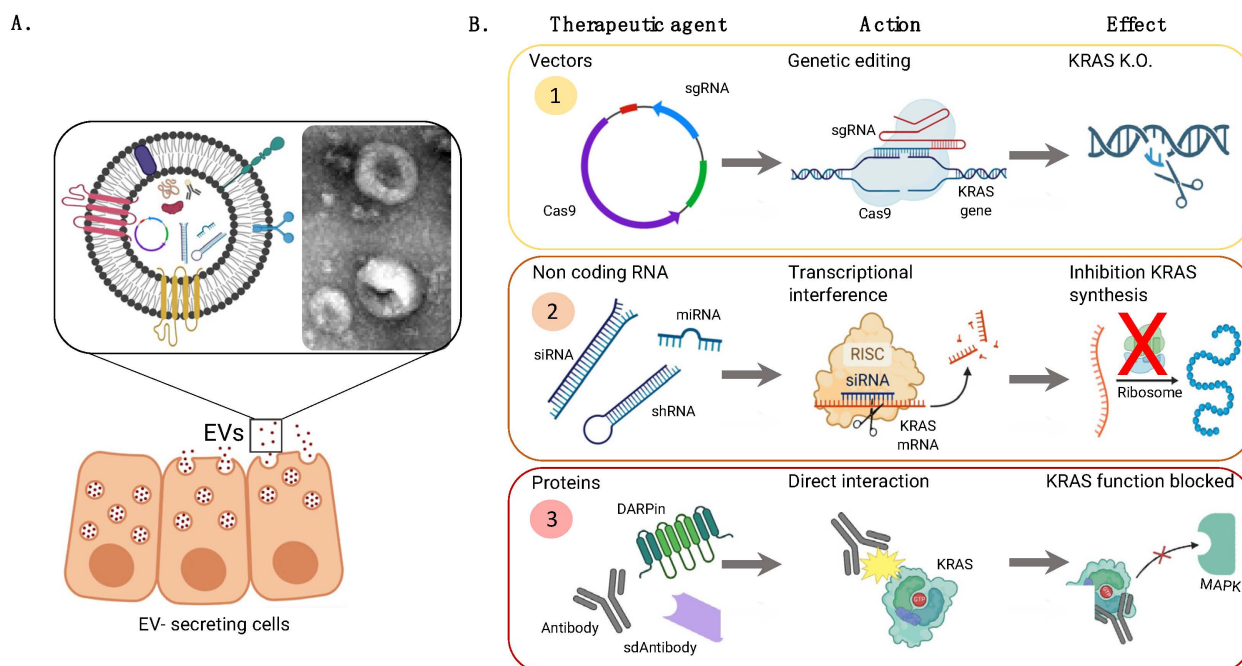 A.
EVs
EV- secreting cells
B.
Therapeutic agent
Action
Effect
Vectors
Genetic editing
KRAS K.O.
1
sgRNA
Cas9
sgRNA
Cas9
KRAS
gene
Non coding RNA
Transcriptional
interference
Inhibition KRAS
synthesis
2
siRNA
miRNA
shRNA
RISC
siRNA
KRAS
mRNA
X
Ribosome
Proteins
Direct interaction
KRAS function blocked
3
DARPin
Antibody
sdAntibody
KRAS
GTP
MAPK